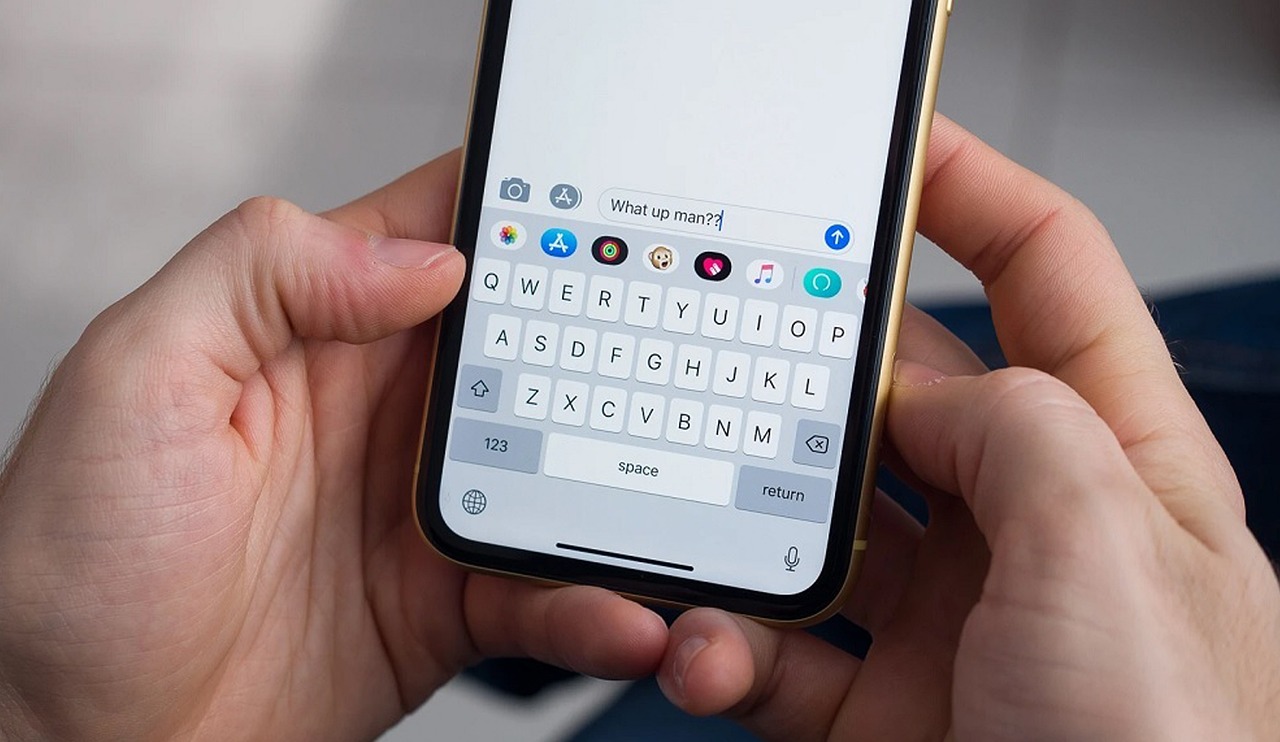 What up man??
Q W E R T Y U I O P
A S D F G H J K L
Z X C V B N M
123 space return